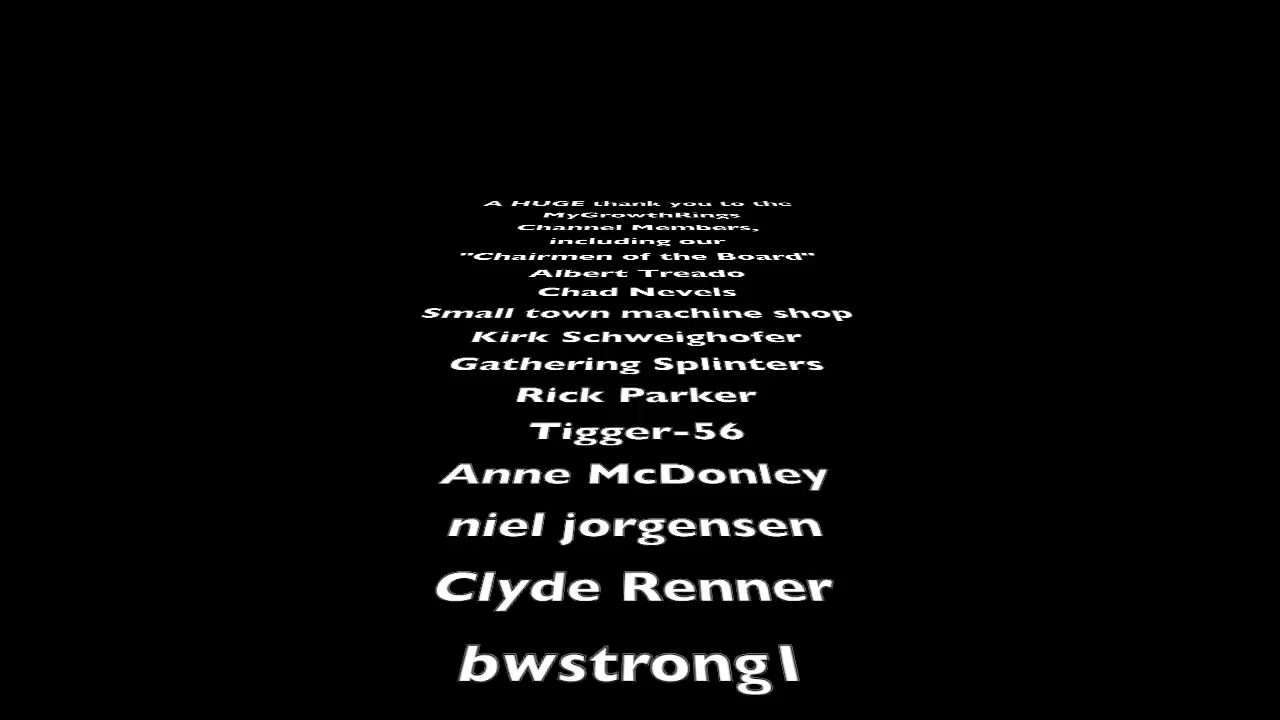 A HUGE thank you to the
MyGrowthRings
Channel Members,
including our
"Chairmen of the Board"
Albert Treado
Chad Nevels
Small town machine shop
Kirk Schweighofer
Gathering Splinters
Rick Parker
Tigger-56
Anne McDonley
niel jorgensen
Clyde Renner
bwstrong1